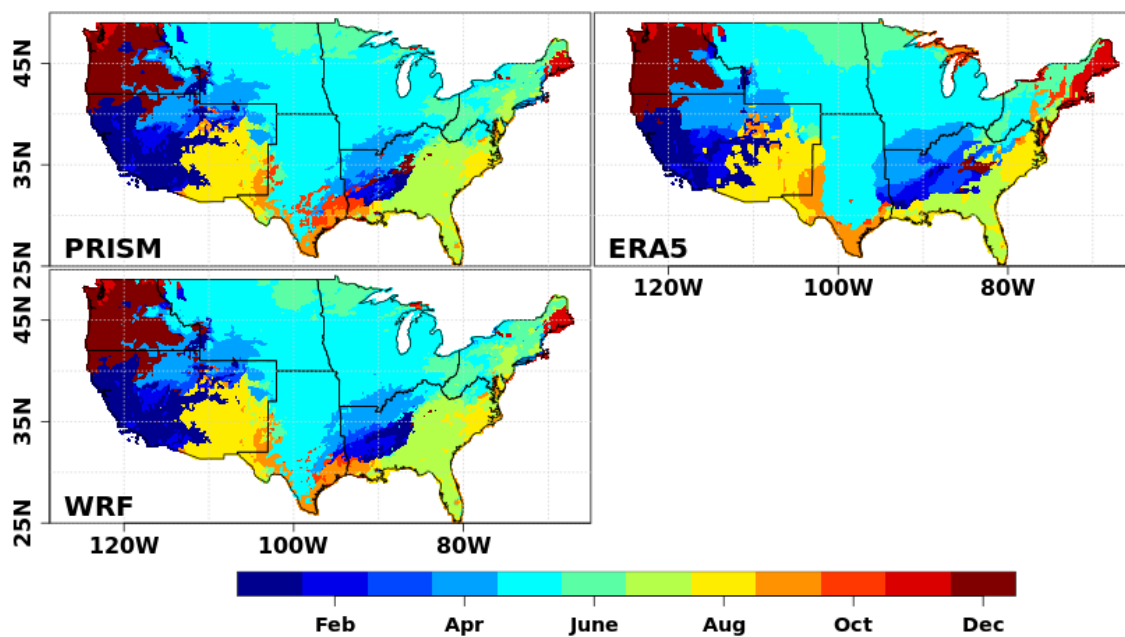 45N
35N
25N
PRISM
ERA5
120W 100W 80W
45N
35N
25N
WRF
120W 100W 80W
Feb Apr June Aug Oct Dec